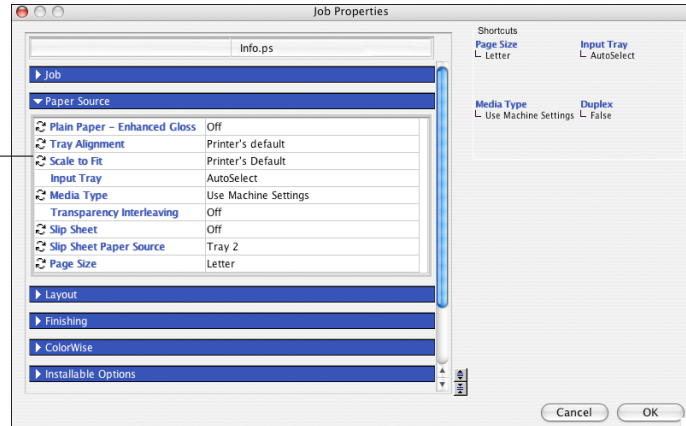 Job Properties
Info.ps
Job
Paper Source
Plain Paper – Enhanced Gloss Off
Tray Alignment Printer's default
Scale to Fit Printer's Default
Input Tray AutoSelect
Media Type Use Machine Settings
Transparency Interleaving Off
Slip Sheet Off
Slip Sheet Paper Source Tray 2
Page Size Letter
Layout
Finishing
ColorWise
Installable Options
Shortcuts
Page Size Input Tray
Letter AutoSelect
Media Type Duplex
Use Machine Settings False
Cancel OK